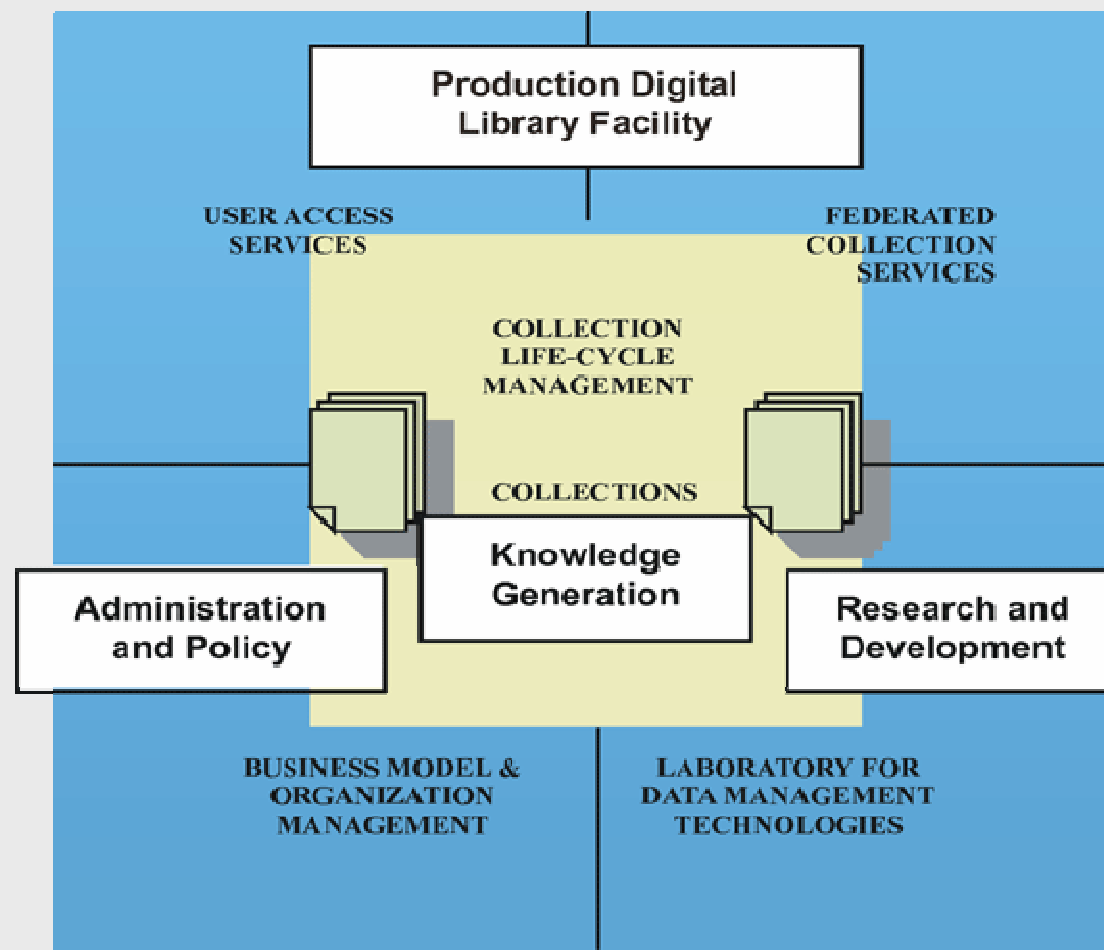 Production Digital
Library Facility
USER ACCESS
SERVICES
FEDERATED
COLLECTION
SERVICES
COLLECTION
LIFE-CYCLE
MANAGEMENT
COLLECTIONS
Knowledge
Generation
Administration
and Policy
Research and
Development
BUSINESS MODEL &
ORGANIZATION
MANAGEMENT
LABORATORY FOR
DATA MANAGEMENT
TECHNOLOGIES